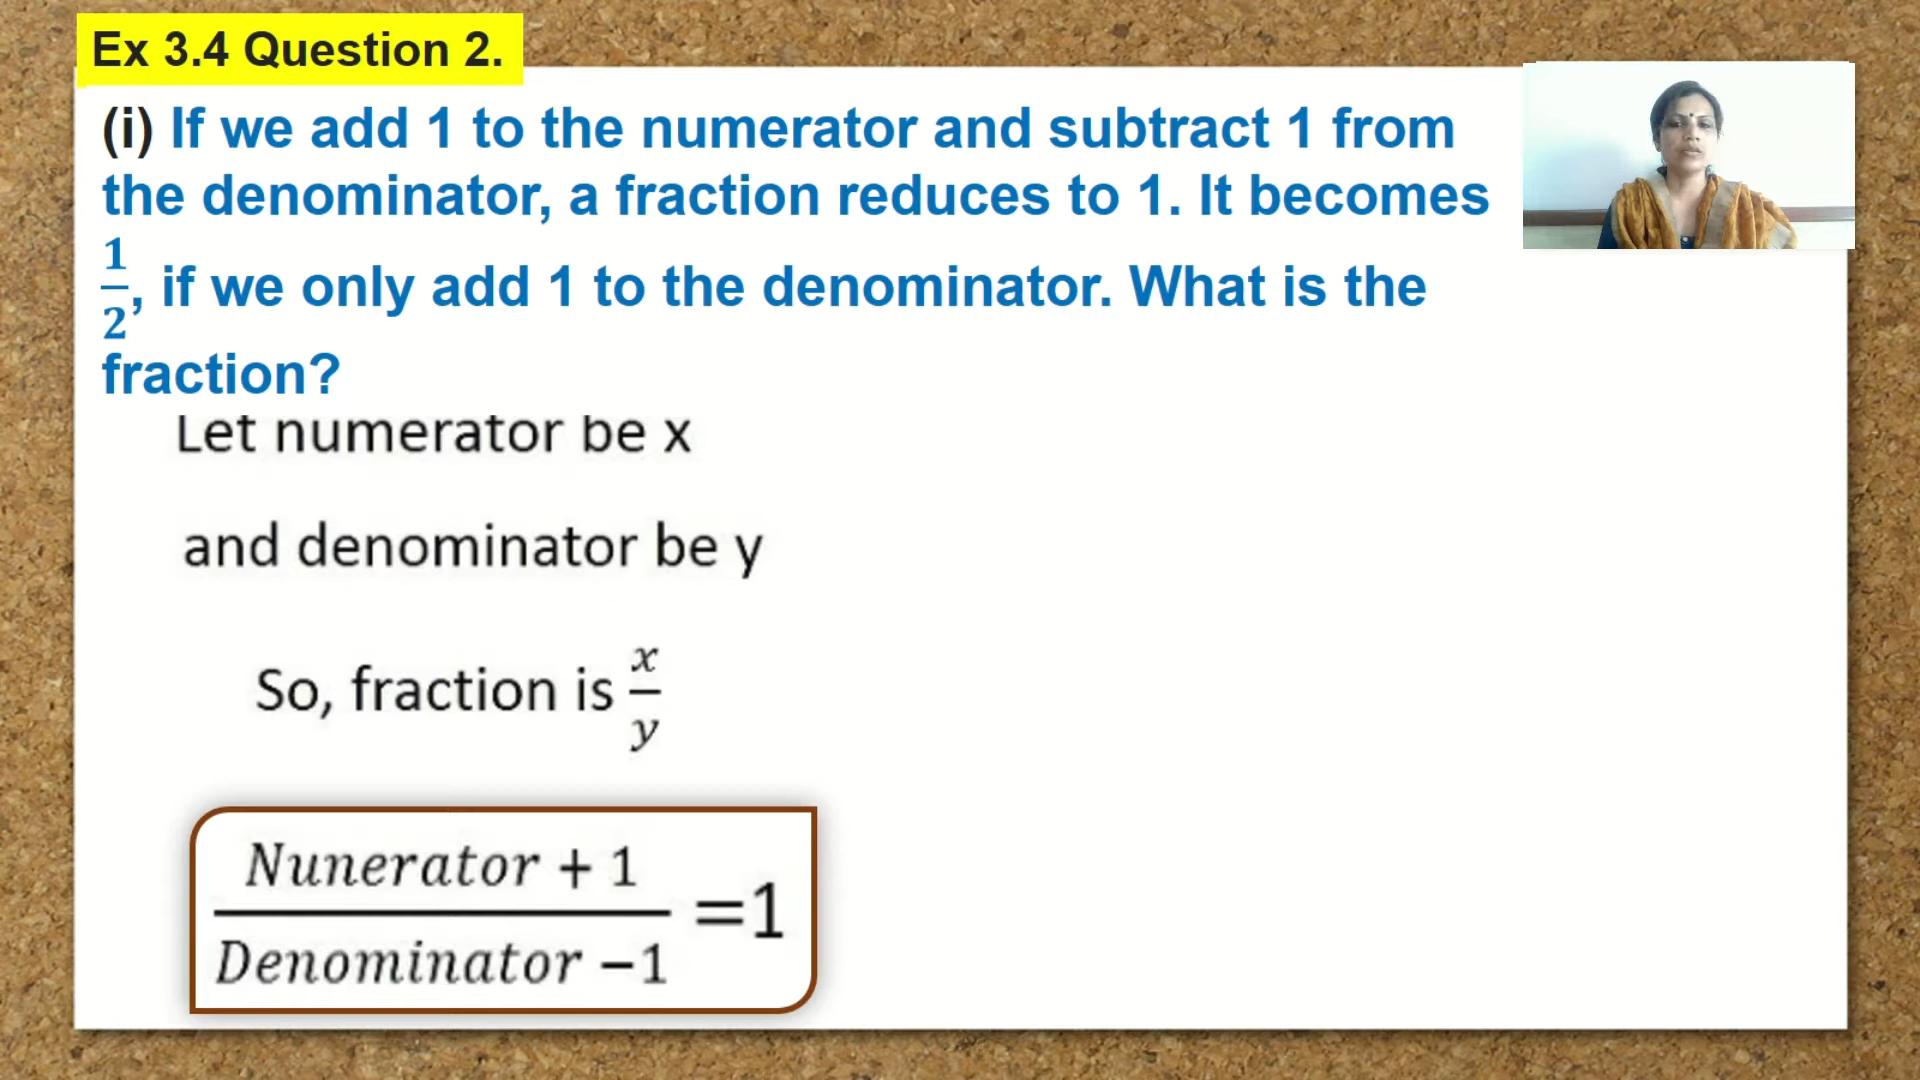 Ex 3.4 Question 2.
(i) If we add 1 to the numerator and subtract 1 from
the denominator, a fraction reduces to 1. It becomes
1/2, if we only add 1 to the denominator. What is the
fraction?
Let numerator be x
and denominator be y
So, fraction is x/y
Nunerator + 1
=1
Denominator −1